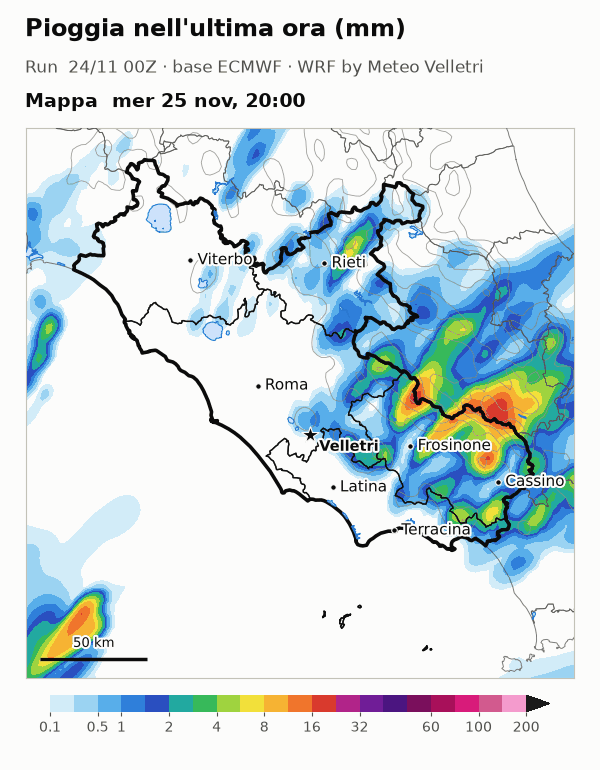 Pioggia nell'ultima ora (mm)
Run  24/11 00Z · base ECMWF · WRF by Meteo Velletri
Mappa  mer 25 nov, 20:00
Viterbo
Rieti
Roma
Velletri
Frosinone
Latina
Cassino
Terracina
50 km
0.1 0.5 1 2 4 8 16 32 60 100 200